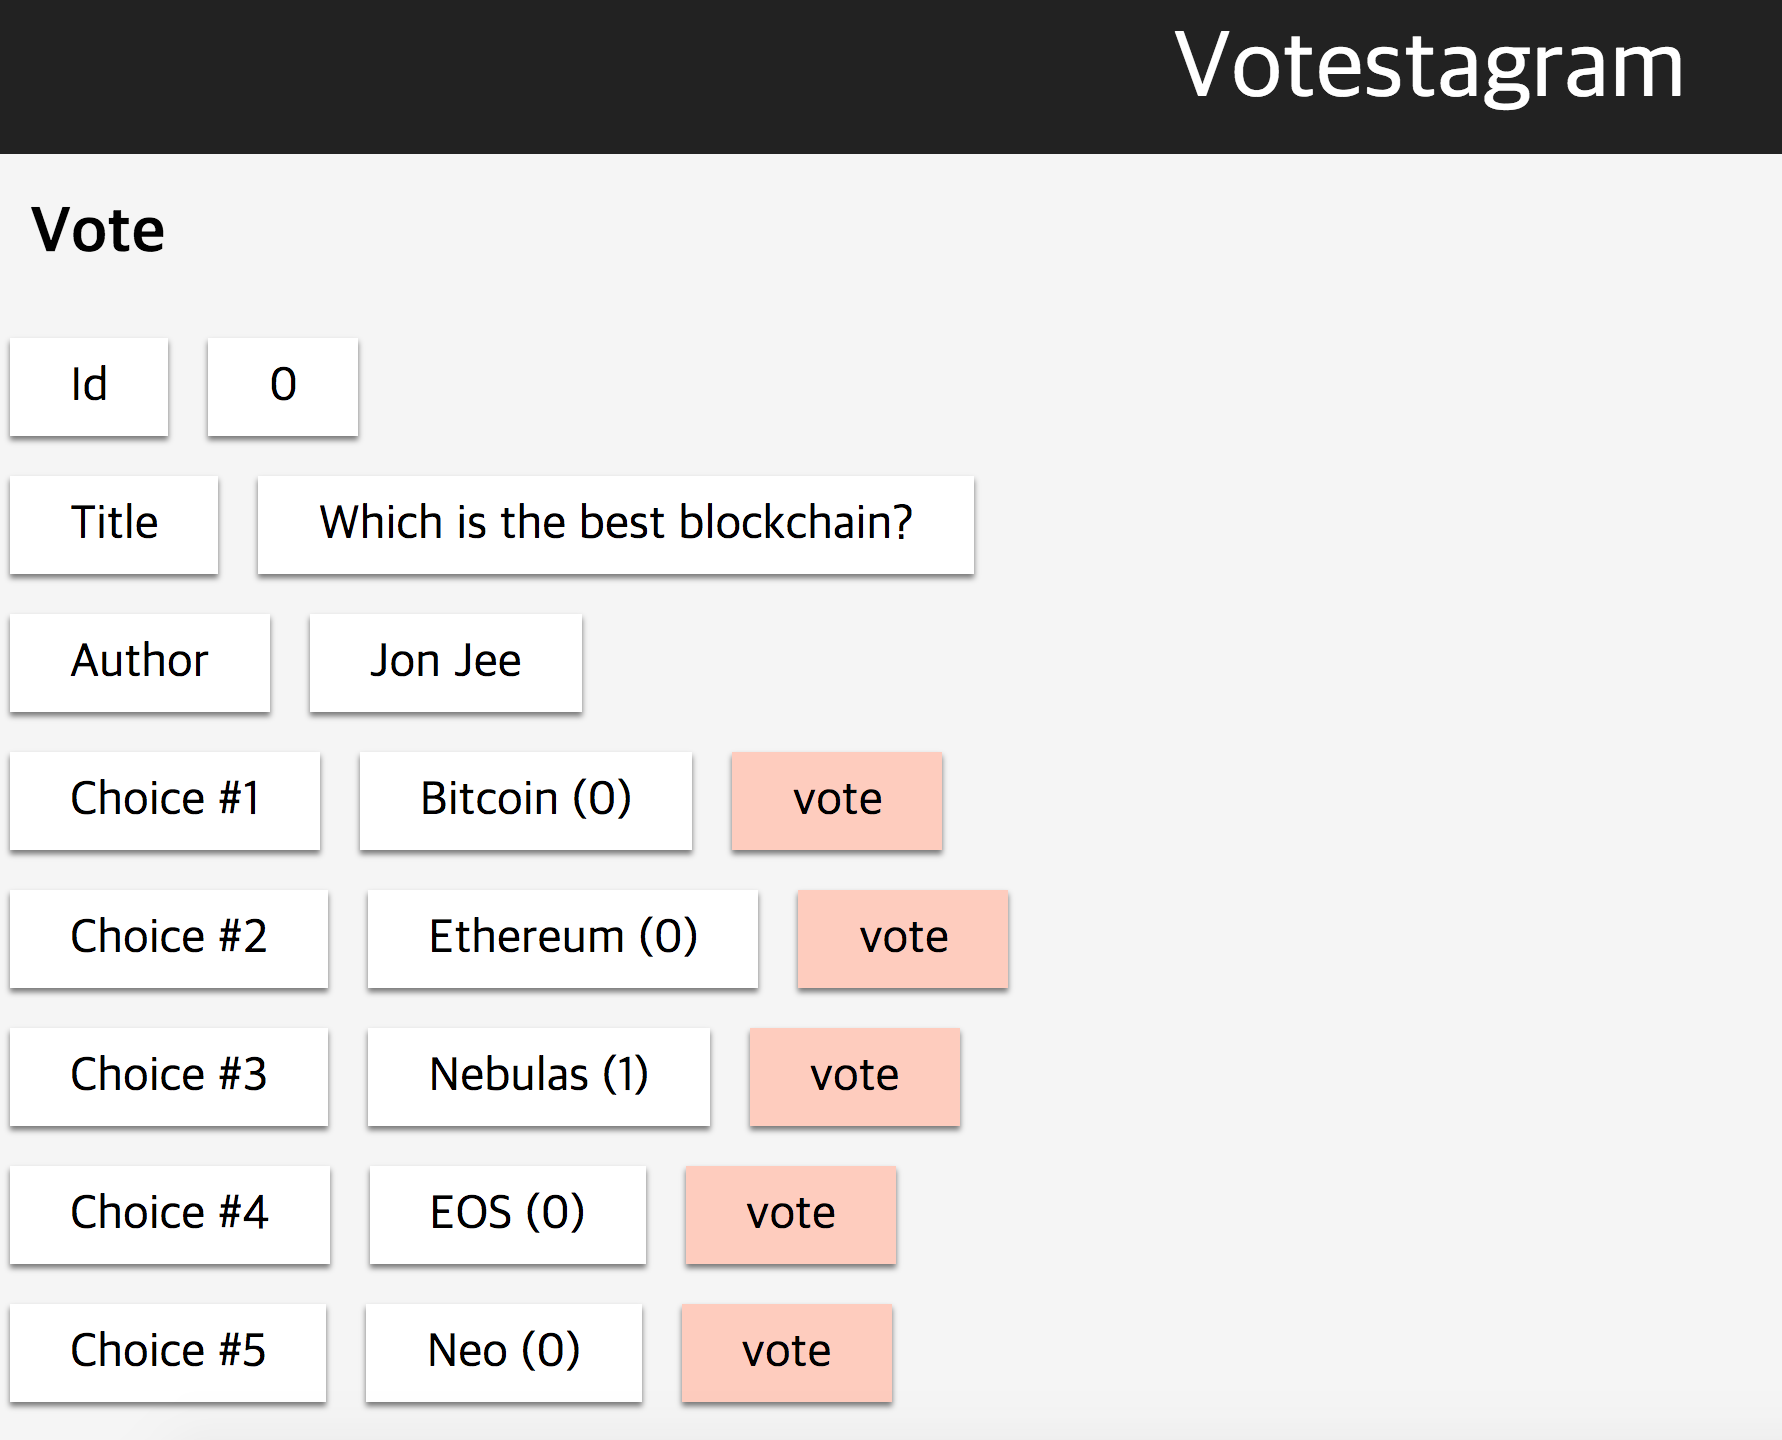 Votestagram
Vote
Id 0
Title Which is the best blockchain?
Author Jon Jee
Choice #1 Bitcoin (0) vote
Choice #2 Ethereum (0) vote
Choice #3 Nebulas (1) vote
Choice #4 EOS (0) vote
Choice #5 Neo (0) vote